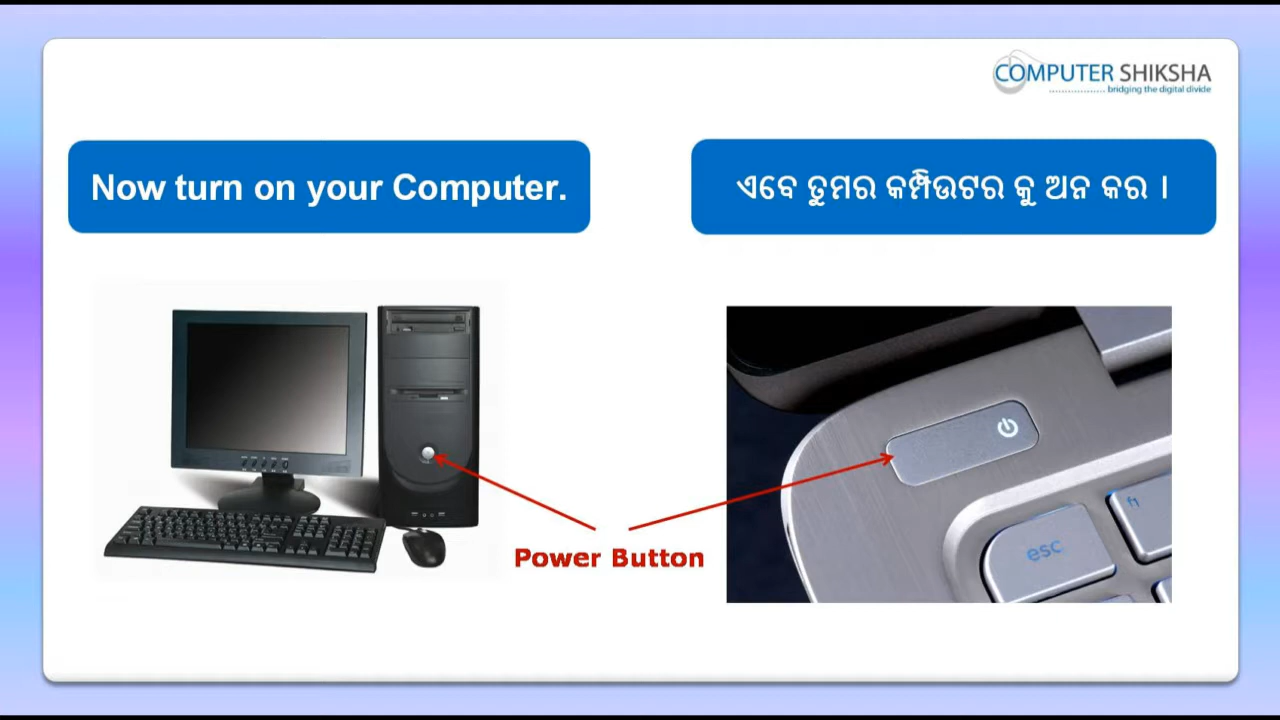 COMPUTER SHIKSHA
bridging the digital divide
Now turn on your Computer.
ଏବେ ତୁମର କମ୍ପିଉଟର କୁ ଅନ କର ।
Power Button
esc
f1